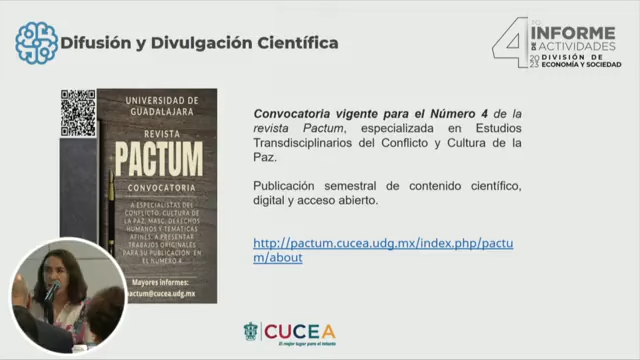 Difusión y Divulgación Científica
4TO INFORME
DE ACTIVIDADES
2023 DIVISIÓN DE
ECONOMÍA Y SOCIEDAD
UNIVERSIDAD DE
GUADALAJARA
REVISTA
PACTUM
CONVOCATORIA
A ESPECIALISTAS DEL
CONFLICTO, CULTURA DE
LA PAZ, MASC, DERECHOS
HUMANOS Y TEMÁTICAS
AFINES, A PRESENTAR
TRABAJOS ORIGINALES
PARA SU PUBLICACIÓN EN
EL NÚMERO 4
Mayores informes:
pactum@cucea.udg.mx
Convocatoria vigente para el Número 4 de la
revista Pactum, especializada en Estudios
Transdisciplinarios del Conflicto y Cultura de la
Paz.
Publicación semestral de contenido científico,
digital y acceso abierto.
http://pactum.cucea.udg.mx/index.php/pactu
m/about
CUCEA
El mejor lugar para el talento